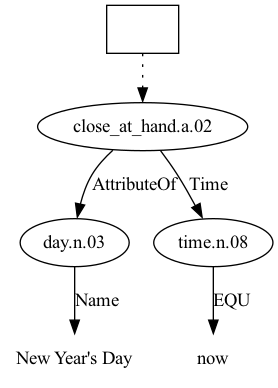 close_at_hand.a.02
AttributeOf Time
day.n.03 time.n.08
Name EQU
New Year's Day now